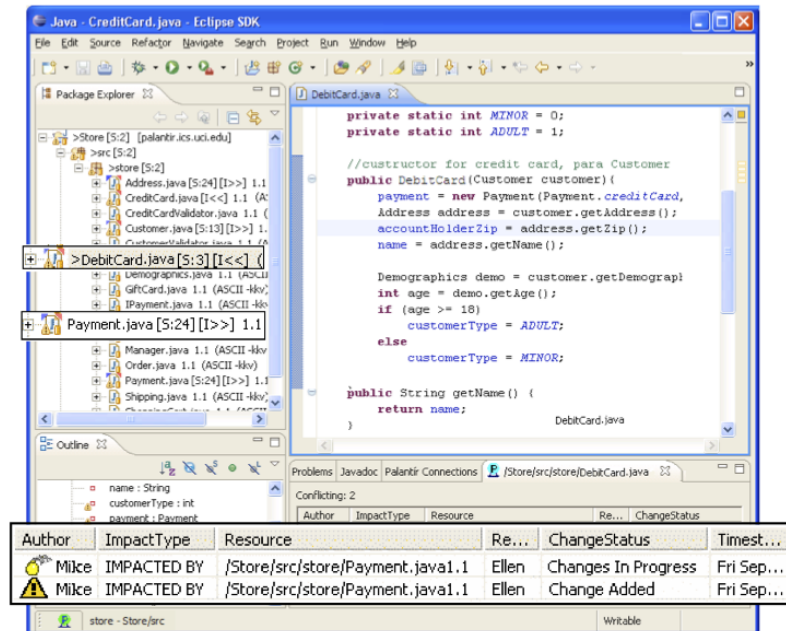 Java - CreditCard.java - Eclipse SDK
File Edit Source Refactor Navigate Search Project Run Window Help
Package Explorer
>Store [S:2] [palantir.ics.uci.edu]
>src [S:2]
>store [S:2]
Address.java [S:24][I>>] 1.1
CreditCard.java [I<<] 1.1 (A
CreditCardValidator.java 1.1 (
Customer.java [S:13][I>>] 1.
CustomerValidator.java 1.1 (A
>DebitCard.java [S:3][I<<] (
Demographics.java 1.1 (ASCII
GiftCard.java 1.1 (ASCII -kkv)
IPayment.java 1.1 (ASCII -kkv
Payment.java [S:24][I>>] 1.1
Manager.java 1.1 (ASCII -kkv
Order.java 1.1 (ASCII -kkv)
Payment.java [S:24][I>>] 1.1
Shipping.java 1.1 (ASCII -kkv)
DebitCard.java
private static int MINOR = 0;
private static int ADULT = 1;
//custructor for credit card, para Customer
public DebitCard(Customer customer){
payment = new Payment(Payment.creditCard,
Address address = customer.getAddress();
accountHolderZip = address.getZip();
name = address.getName();
Demographics demo = customer.getDemograph
int age = demo.getAge();
if (age >= 18)
customerType = ADULT;
else
customerType = MINOR;
public String getName() {
return name;
}
DebitCard.java
Outline
name : String
customerType : int
payment : Payment
Problems Javadoc Palantír Connections /Store/src/store/DebitCard.java
Conflicting: 2
Author ImpactType Resource Re... ChangeStatus
Author ImpactType Resource Re... ChangeStatus Timest...
Mike IMPACTED BY /Store/src/store/Payment.java1.1 Ellen Changes In Progress Fri Sep...
Mike IMPACTED BY /Store/src/store/Payment.java1.1 Ellen Change Added Fri Sep...
store - Store/src Writable